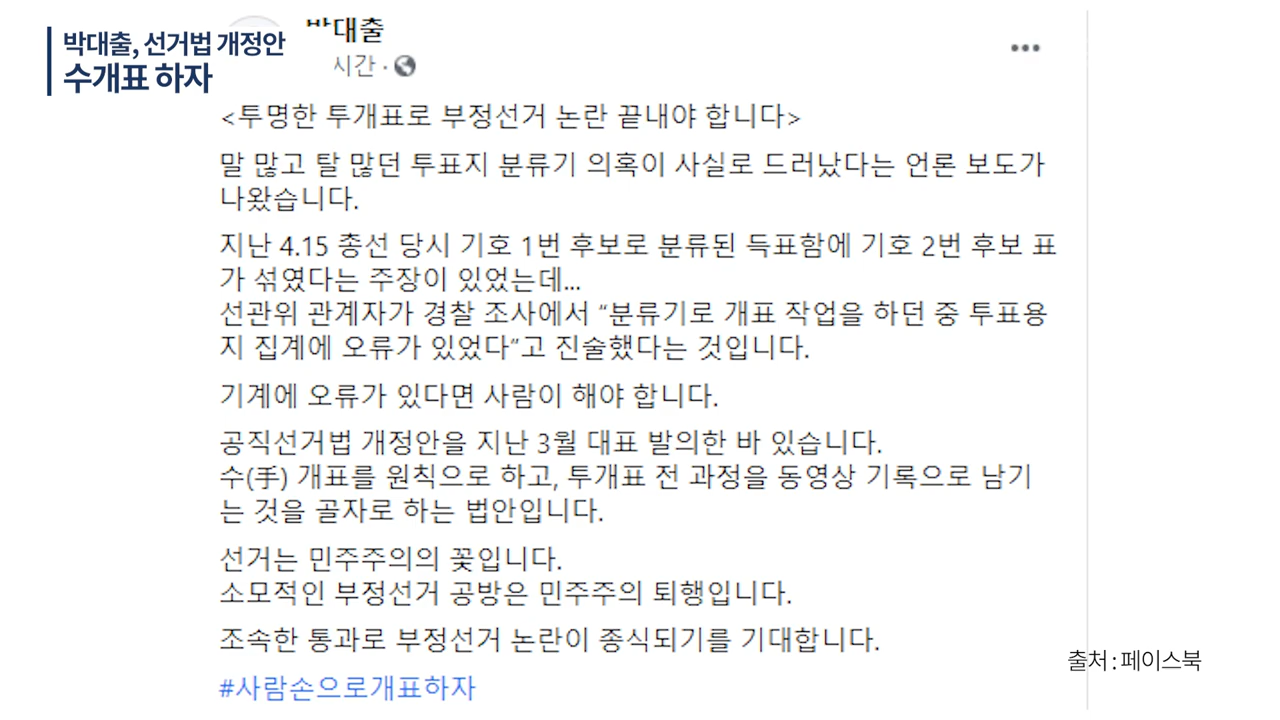 박대출, 선거법 개정안
수개표 하자
박대출
시간 ·
<투명한 투개표로 부정선거 논란 끝내야 합니다>
말 많고 탈 많던 투표지 분류기 의혹이 사실로 드러났다는 언론 보도가
나왔습니다.
지난 4.15 총선 당시 기호 1번 후보로 분류된 득표함에 기호 2번 후보 표
가 섞였다는 주장이 있었는데...
선관위 관계자가 경찰 조사에서 “분류기로 개표 작업을 하던 중 투표용
지 집계에 오류가 있었다”고 진술했다는 것입니다.
기계에 오류가 있다면 사람이 해야 합니다.
공직선거법 개정안을 지난 3월 대표 발의한 바 있습니다.
수(手) 개표를 원칙으로 하고, 투개표 전 과정을 동영상 기록으로 남기
는 것을 골자로 하는 법안입니다.
선거는 민주주의의 꽃입니다.
소모적인 부정선거 공방은 민주주의 퇴행입니다.
조속한 통과로 부정선거 논란이 종식되기를 기대합니다.
#사람손으로개표하자
출처 : 페이스북